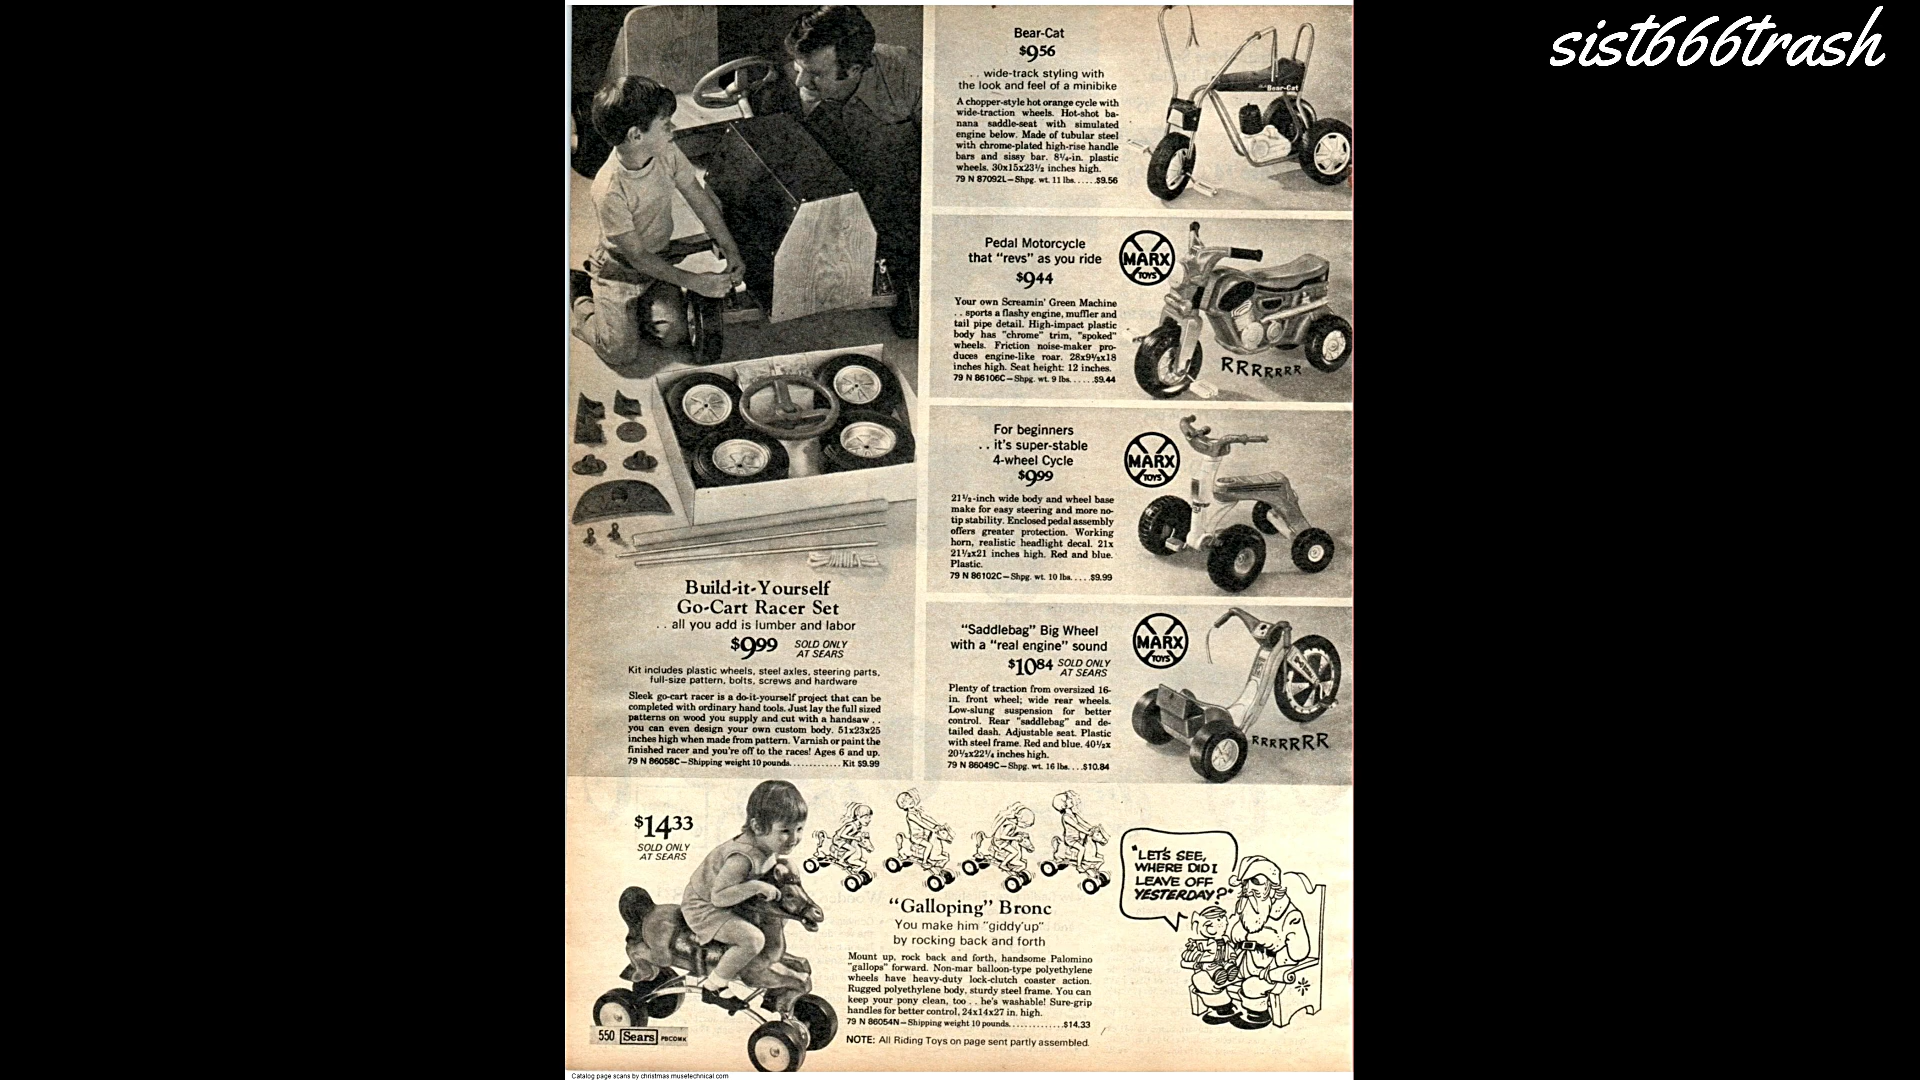 sist666trash
Bear-Cat
$956
. . wide-track styling with
the look and feel of a minibike
A chopper-style hot orange cycle with
wide-traction wheels. Hot-shot ba-
nana saddle-seat with simulated
engine below. Made of tubular steel
with chrome-plated high-rise handle
bars and sissy bar. 8¼-in. plastic
wheels. 30x15x23½ inches high.
79 N 87092L—Shpg. wt. 11 lbs. . . . . .$9.56
Bear-Cat
Pedal Motorcycle
that "revs" as you ride
$944
MARX
TOYS
Your own Screamin' Green Machine
. . sports a flashy engine, muffler and
tail pipe detail. High-impact plastic
body has "chrome" trim, "spoked"
wheels. Friction noise-maker pro-
duces engine-like roar. 28x9½x18
inches high. Seat height: 12 inches.
79 N 86106C—Shpg. wt. 9 lbs. . . . . .$9.44
RRRRRRR
For beginners
. . it's super-stable
4-wheel Cycle
$999
MARX
TOYS
21½-inch wide body and wheel base
make for easy steering and more no-
tip stability. Enclosed pedal assembly
offers greater protection. Working
horn, realistic headlight decal. 21x
21½x21 inches high. Red and blue.
Plastic.
79 N 86102C—Shpg. wt. 10 lbs. . . . .$9.99
"Saddlebag" Big Wheel
with a "real engine" sound
$1084 SOLD ONLY
AT SEARS
MARX
TOYS
Plenty of traction from oversized 16-
in. front wheel; wide rear wheels.
Low-slung suspension for better
control. Rear "saddlebag" and de-
tailed dash. Adjustable seat. Plastic
with steel frame. Red and blue. 40½x
20½x22¼ inches high.
79 N 86049C—Shpg. wt. 16 lbs. . . .$10.84
RRRRRRR
Build-it-Yourself
Go-Cart Racer Set
. . all you add is lumber and labor
$999 SOLD ONLY
AT SEARS
Kit includes plastic wheels, steel axles, steering parts,
full-size pattern, bolts, screws and hardware
Sleek go-cart racer is a do-it-yourself project that can be
completed with ordinary hand tools. Just lay the full sized
patterns on wood you supply and cut with a handsaw . .
you can even design your own custom body. 51x23x25
inches high when made from pattern. Varnish or paint the
finished racer and you're off to the races! Ages 6 and up.
79 N 86058C—Shipping weight 10 pounds. . . . . . . . . . . . Kit $9.99
$1433
SOLD ONLY
AT SEARS
"Galloping" Bronc
You make him "giddy'up"
by rocking back and forth
Mount up, rock back and forth, handsome Palomino
"gallops" forward. Non-mar balloon-type polyethylene
wheels have heavy-duty lock-clutch coaster action.
Rugged polyethylene body, sturdy steel frame. You can
keep your pony clean, too . . he's washable! Sure-grip
handles for better control, 24x14x27 in. high.
79 N 86054N—Shipping weight 10 pounds. . . . . . . . . . . . .$14.33
NOTE: All Riding Toys on page sent partly assembled.
"LET'S SEE,
WHERE DID I
LEAVE OFF
YESTERDAY?"
550 Sears PBCDMK
Catalog page scans by christmas.musetechnical.com